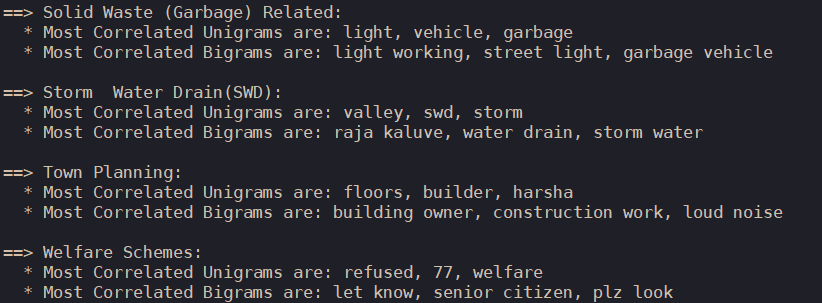 ==> Solid Waste (Garbage) Related:
* Most Correlated Unigrams are: light, vehicle, garbage
* Most Correlated Bigrams are: light working, street light, garbage vehicle
==> Storm  Water Drain(SWD):
* Most Correlated Unigrams are: valley, swd, storm
* Most Correlated Bigrams are: raja kaluve, water drain, storm water
==> Town Planning:
* Most Correlated Unigrams are: floors, builder, harsha
* Most Correlated Bigrams are: building owner, construction work, loud noise
==> Welfare Schemes:
* Most Correlated Unigrams are: refused, 77, welfare
* Most Correlated Bigrams are: let know, senior citizen, plz look